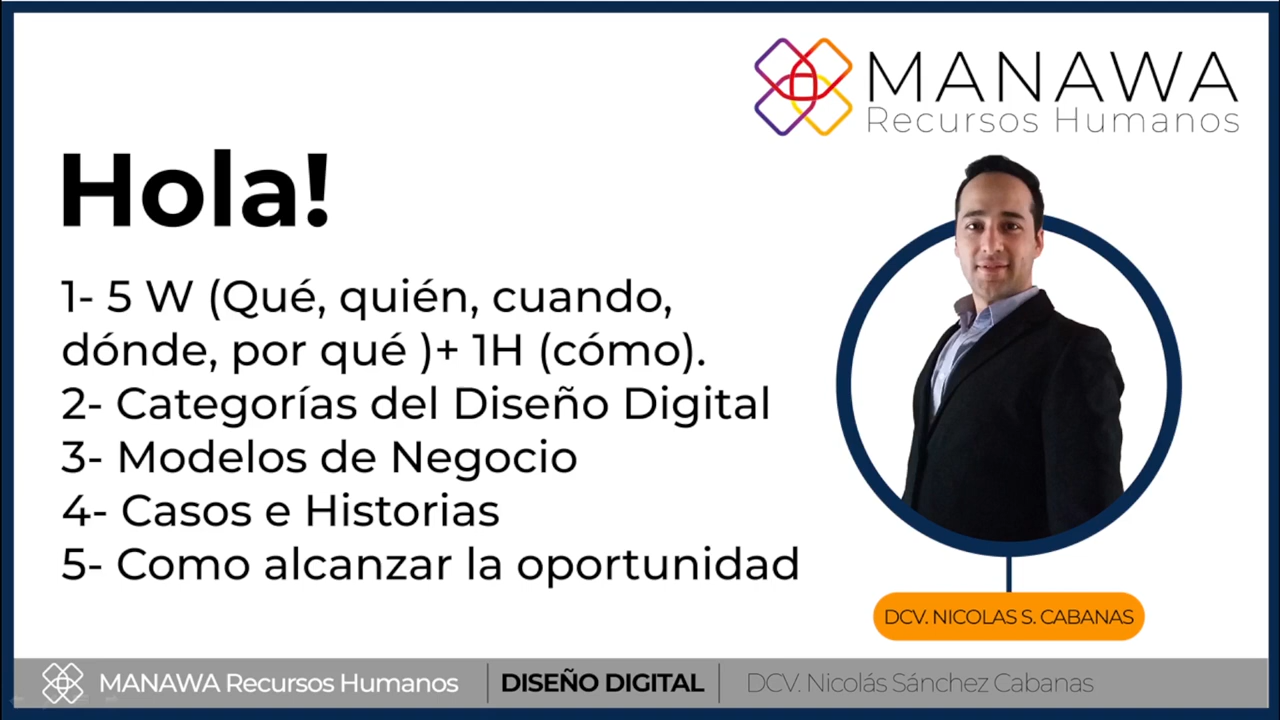 MANAWA
Recursos Humanos
Hola!
1- 5 W (Qué, quién, cuando,
dónde, por qué )+ 1H (cómo).
2- Categorías del Diseño Digital
3- Modelos de Negocio
4- Casos e Historias
5- Como alcanzar la oportunidad
DCV. NICOLAS S. CABANAS
MANAWA Recursos Humanos
DISEÑO DIGITAL
DCV. Nicolás Sánchez Cabanas